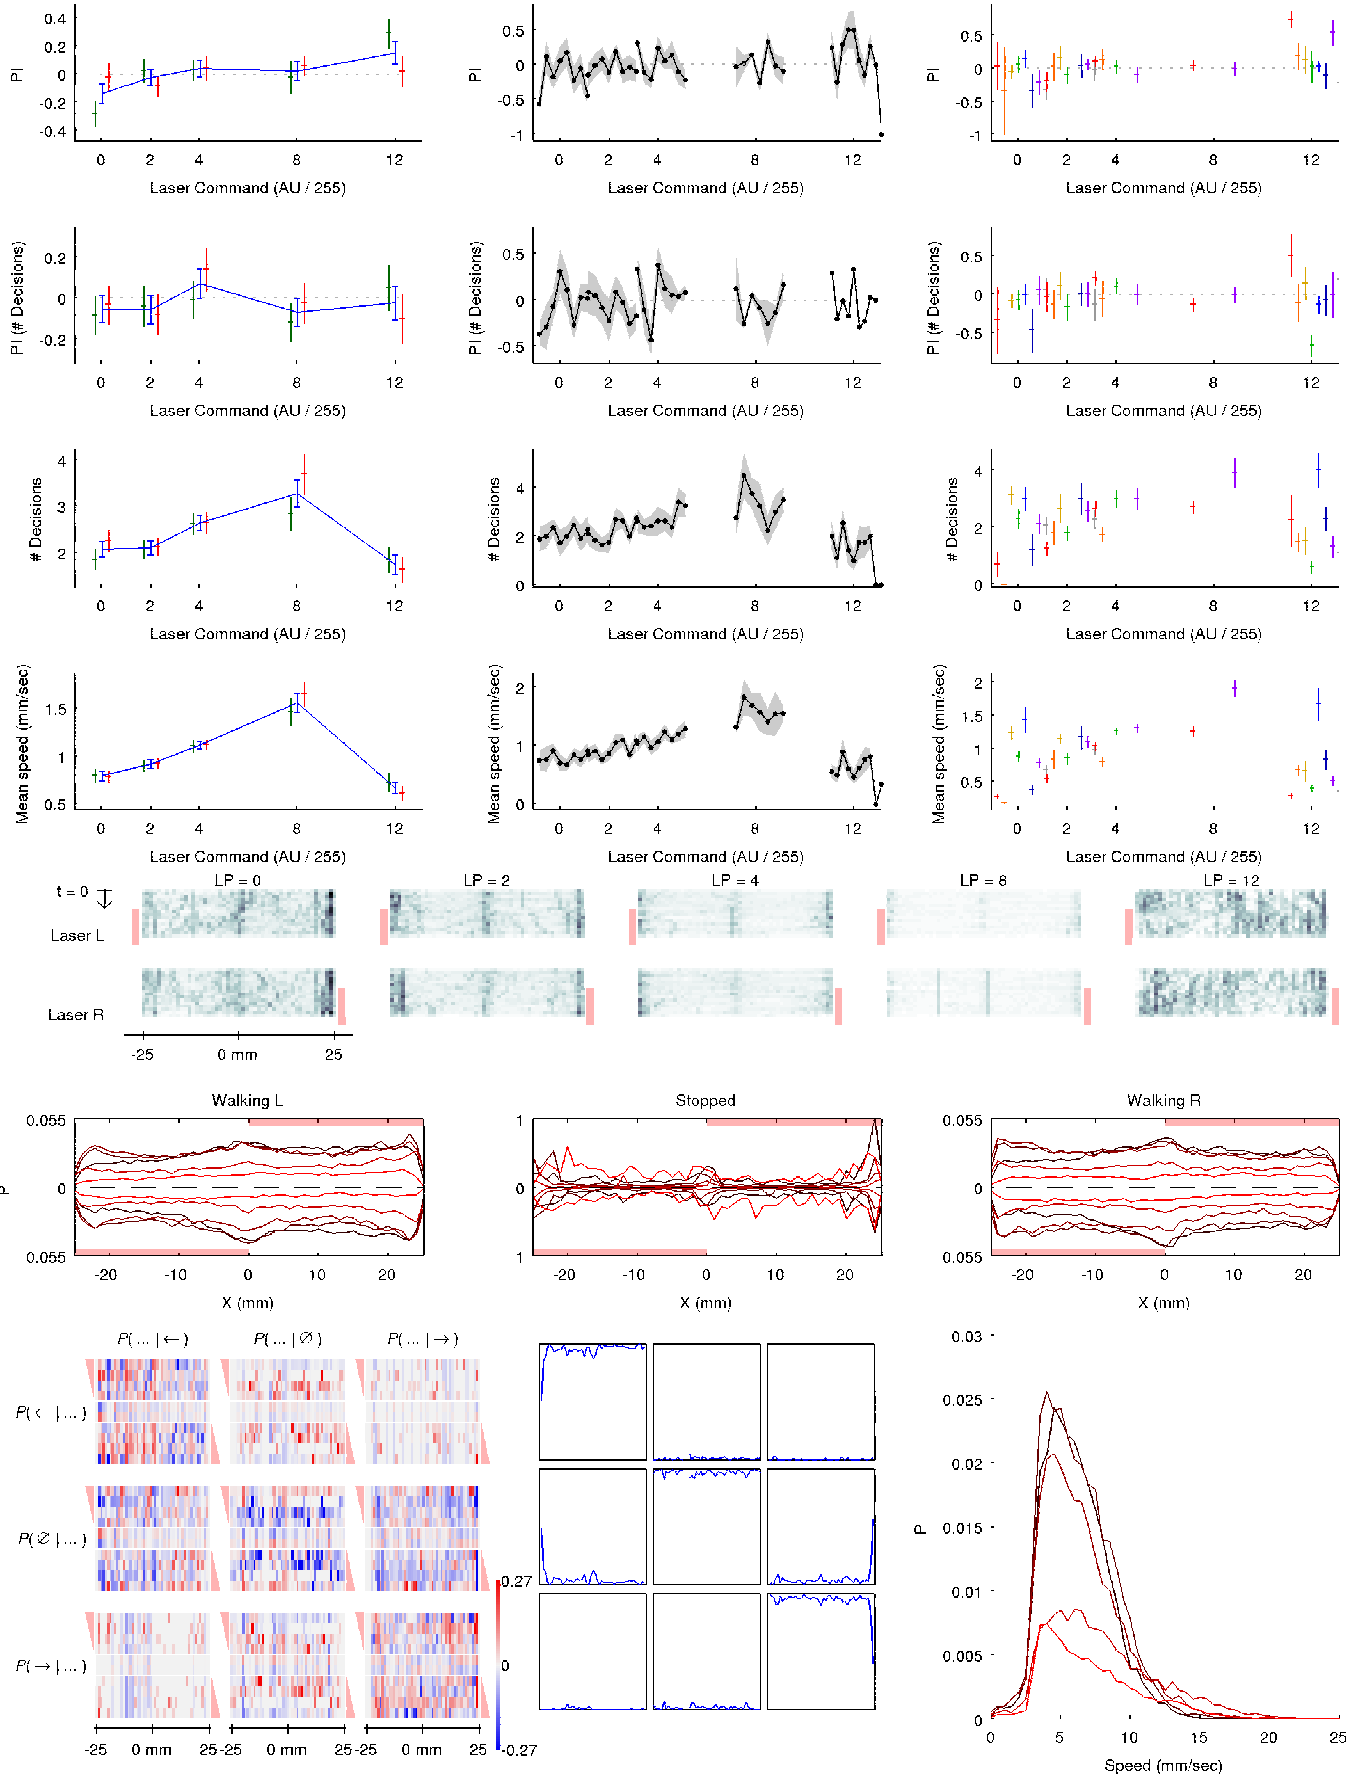 0.4
0.2
0
-0.2
-0.4
PI
0 2 4 8 12
Laser Command (AU / 255)
0.5
0
-0.5
-1
PI
0 4 8 12
Laser Command (AU / 255)
0.5
0
-0.5
-1
PI
0 2 4 8 12
Laser Command (AU / 255)
0.2
0
-0.2
PI (# Decisions)
0 2 4 8 12
Laser Command (AU / 255)
0.5
0
-0.5
PI (# Decisions)
0 4 8 12
Laser Command (AU / 255)
0.5
0
-0.5
PI (# Decisions)
0 2 4 8 12
Laser Command (AU / 255)
4
3
2
# Decisions
0 2 4 8 12
Laser Command (AU / 255)
4
2
0
# Decisions
0 4 8 12
Laser Command (AU / 255)
4
2
0
# Decisions
0 2 4 8 12
Laser Command (AU / 255)
1.5
1
0.5
Mean speed (mm/sec)
0 2 4 8 12
Laser Command (AU / 255)
2
1
0
Mean speed (mm/sec)
0 4 8 12
Laser Command (AU / 255)
2
1.5
1
0.5
Mean speed (mm/sec)
0 2 4 8 12
Laser Command (AU / 255)
LP = 0 LP = 2 LP = 4 LP = 8 LP = 12
t = 0
Laser L
Laser R
-25 0 mm 25
Walking L
0.055
0
0.055
P
-20 -10 0 10 20
X (mm)
Stopped
1
0
1
-20 -10 0 10 20
X (mm)
Walking R
0.055
0
0.055
-20 -10 0 10 20
X (mm)
P( ... | ← ) P( ... | ∅ ) P( ... | → )
P( ← | ... )
P( ∅ | ... )
P( → | ... )
-25 0 mm 25 -25 0 mm 25 -25 0 mm 25
0.27
0
-0.27
0.03
0.025
0.02
0.015
0.01
0.005
0
P
0 5 10 15 20 25
Speed (mm/sec)